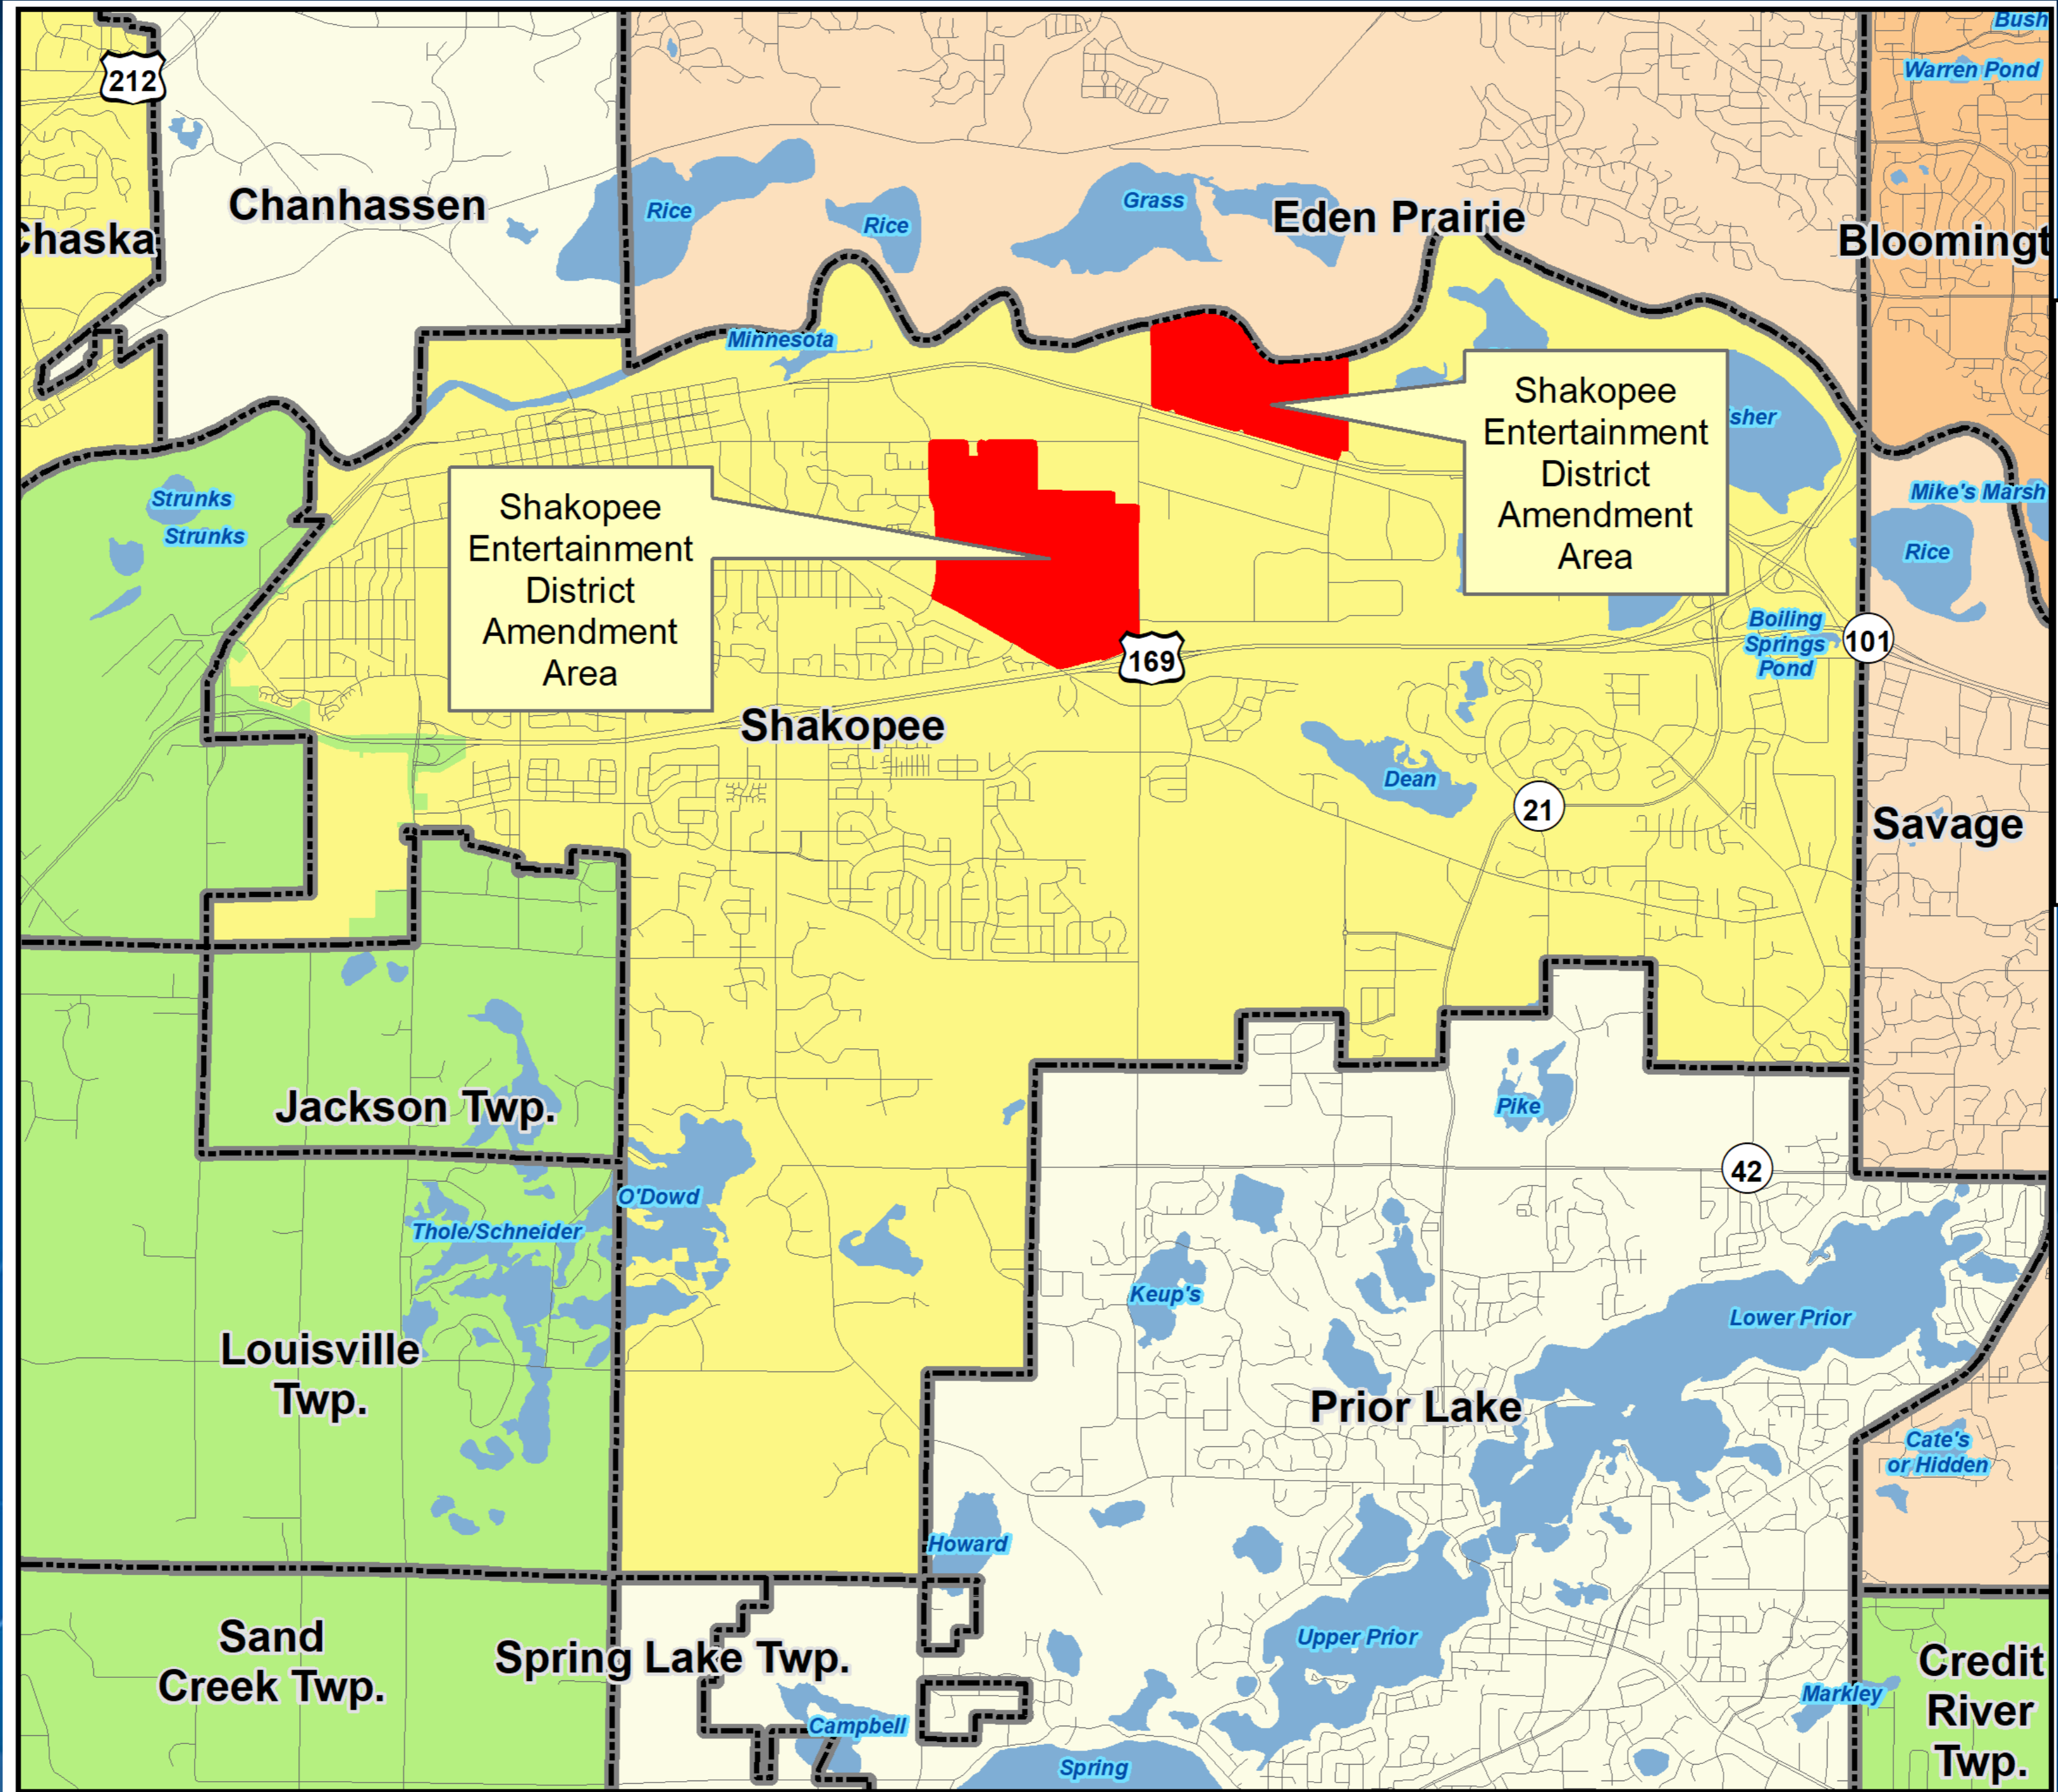 Bush
Warren Pond
212
Chanhassen
Chaska
Rice
Rice
Grass
Eden Prairie
Bloomingt
Minnesota
Shakopee
Entertainment
District
Amendment
Area
sher
Strunks
Strunks
Shakopee
Entertainment
District
Amendment
Area
Mike's Marsh
Rice
Boiling
Springs
Pond
101
169
Shakopee
Dean
21
Savage
Jackson Twp.
Pike
42
O'Dowd
Thole/Schneider
Keup's
Lower Prior
Louisville
Twp.
Prior Lake
Cate's
or Hidden
Howard
Sand
Creek Twp.
Spring Lake Twp.
Upper Prior
Credit
River
Twp.
Markley
Campbell
Spring